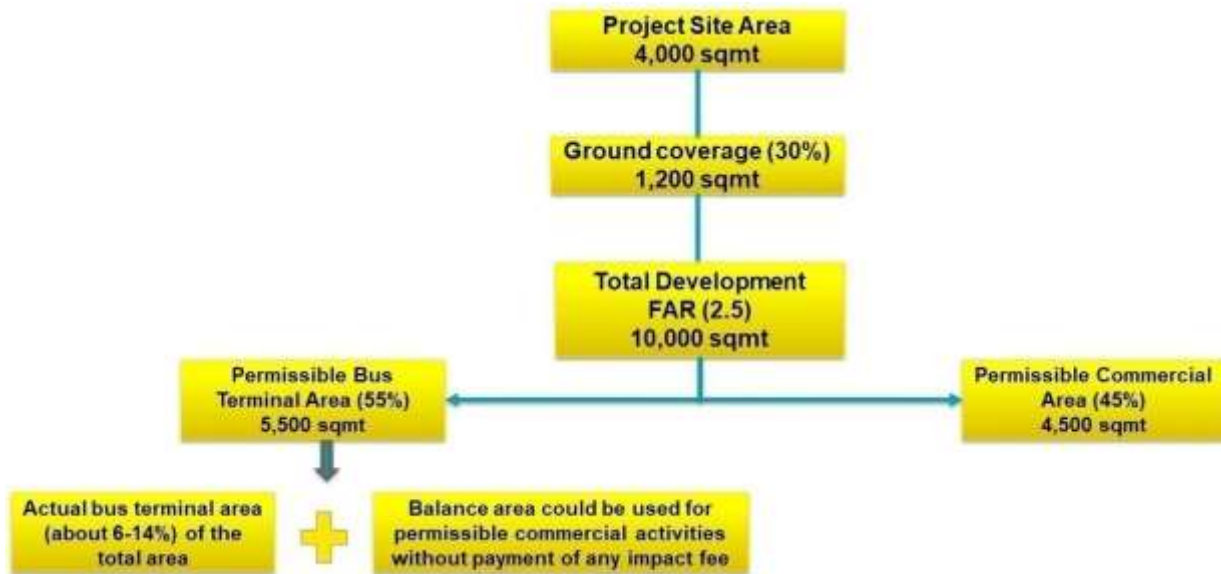 Project Site Area
4,000 sqmt
Ground coverage (30%)
1,200 sqmt
Total Development
FAR (2.5)
10,000 sqmt
Permissible Bus
Terminal Area (55%)
5,500 sqmt
Permissible Commercial
Area (45%)
4,500 sqmt
Actual bus terminal area
(about 6-14%) of the
total area
Balance area could be used for
permissible commercial activities
without payment of any impact fee